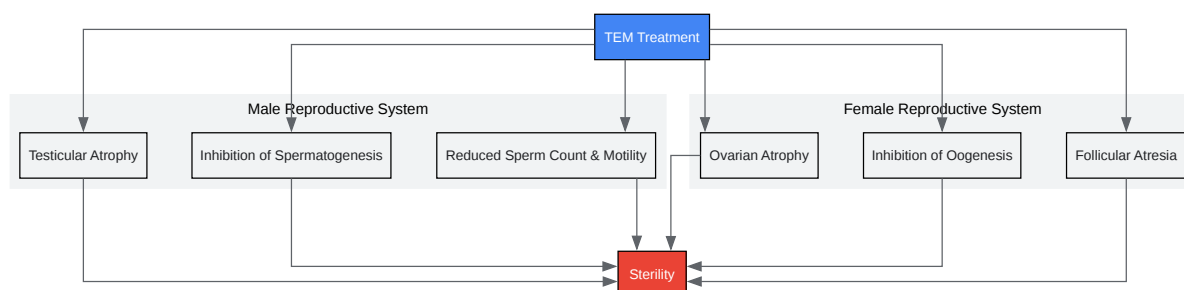 TEM Treatment
Male Reproductive System
Female Reproductive System
Testicular Atrophy
Inhibition of Spermatogenesis
Reduced Sperm Count & Motility
Ovarian Atrophy
Inhibition of Oogenesis
Follicular Atresia
Sterility